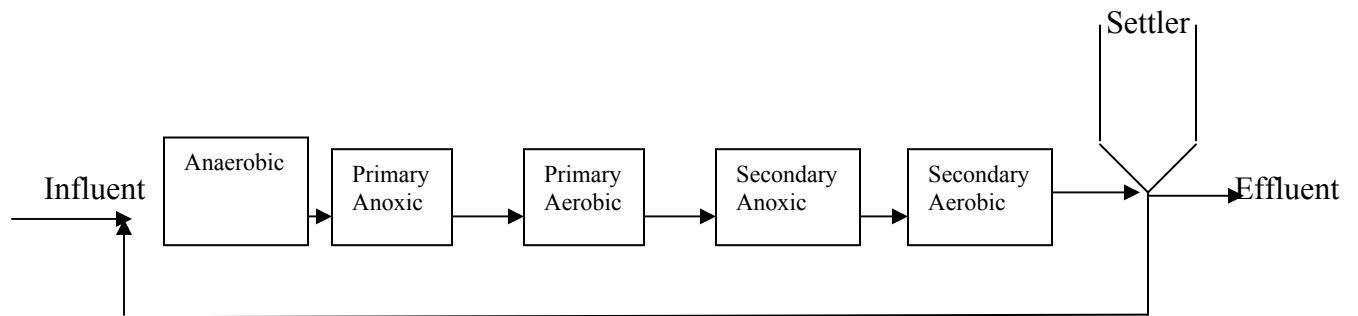 Settler
Anaerobic
Primary
Anoxic
Primary
Aerobic
Secondary
Anoxic
Secondary
Aerobic
Influent
Effluent